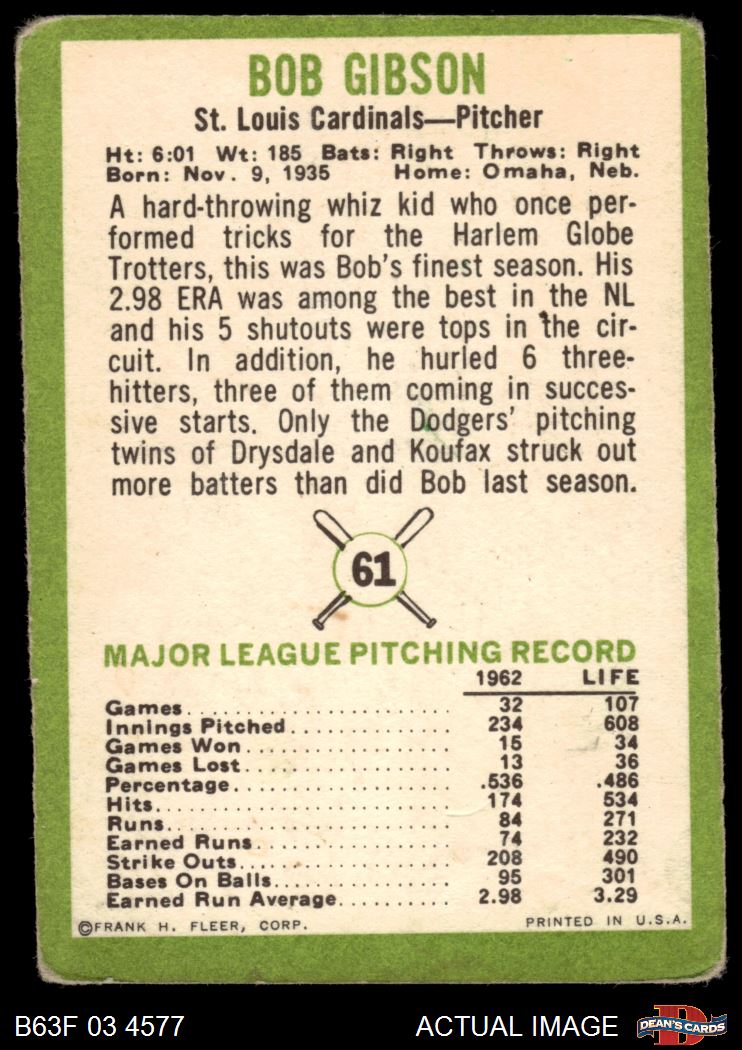 BOB GIBSON
St. Louis Cardinals—Pitcher
Ht: 6:01 Wt: 185 Bats: Right Throws: Right
Born: Nov. 9, 1935 Home: Omaha, Neb.
A hard-throwing whiz kid who once per-
formed tricks for the Harlem Globe
Trotters, this was Bob's finest season. His
2.98 ERA was among the best in the NL
and his 5 shutouts were tops in the cir-
cuit. In addition, he hurled 6 three-
hitters, three of them coming in succes-
sive starts. Only the Dodgers' pitching
twins of Drysdale and Koufax struck out
more batters than did Bob last season.
61
MAJOR LEAGUE PITCHING RECORD
1962 LIFE
Games 32 107
Innings Pitched 234 608
Games Won 15 34
Games Lost 13 36
Percentage .536 .486
Hits 174 534
Runs 84 271
Earned Runs 74 232
Strike Outs 208 490
Bases On Balls 95 301
Earned Run Average 2.98 3.29
©FRANK H. FLEER, CORP. PRINTED IN U.S.A.
B63F 03 4577 ACTUAL IMAGE DEAN'S CARDS